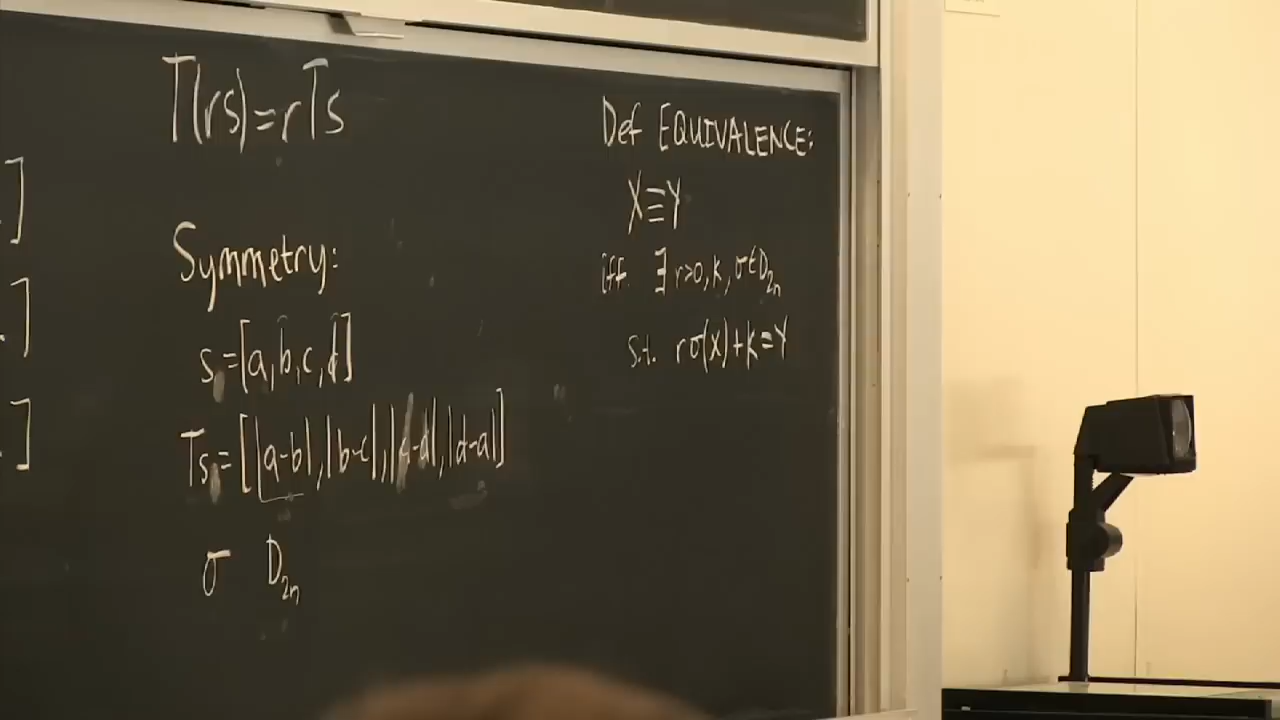 ]
]
]
T(rs)=rTs
Symmetry:
s=[a,b,c,d]
Ts=[|a-b|,|b-c|,|c-d|,|d-a|]
σ D₂ₙ
Def EQUIVALENCE:
X≡Y
iff. ∃ r>0,k,σ∈D₂ₙ
s.t. rσ(X)+k=Y